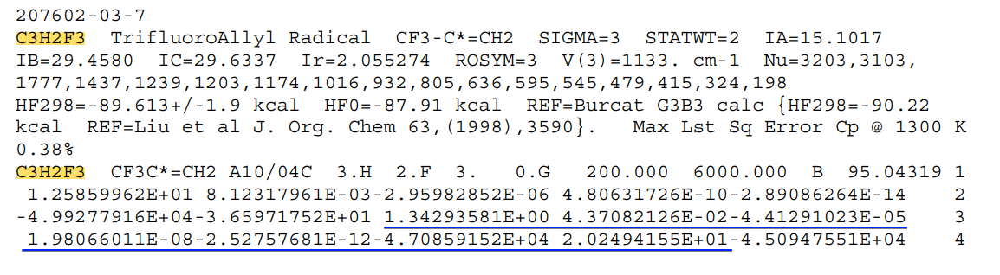 207602-03-7
C3H2F3  TrifluoroAllyl Radical  CF3-C*=CH2  SIGMA=3  STATWT=2  IA=15.1017
IB=29.4580  IC=29.6337  Ir=2.055274  ROSYM=3  V(3)=1133. cm-1  Nu=3203,3103,
1777,1437,1239,1203,1174,1016,932,805,636,595,545,479,415,324,198
HF298=-89.613+/-1.9 kcal  HF0=-87.91 kcal  REF=Burcat G3B3 calc {HF298=-90.22
kcal  REF=Liu et al J. Org. Chem 63,(1998),3590}.   Max Lst Sq Error Cp @ 1300 K
0.38%
C3H2F3  CF3C*=CH2 A10/04C  3.H  2.F  3.   0.G   200.000  6000.000  B  95.04319 1
 1.25859962E+01 8.12317961E-03-2.95982852E-06 4.80631726E-10-2.89086264E-14    2
-4.99277916E+04-3.65971752E+01 1.34293581E+00 4.37082126E-02-4.41291023E-05    3
 1.98066011E-08-2.52757681E-12-4.70859152E+04 2.02494155E+01-4.50947551E+04    4